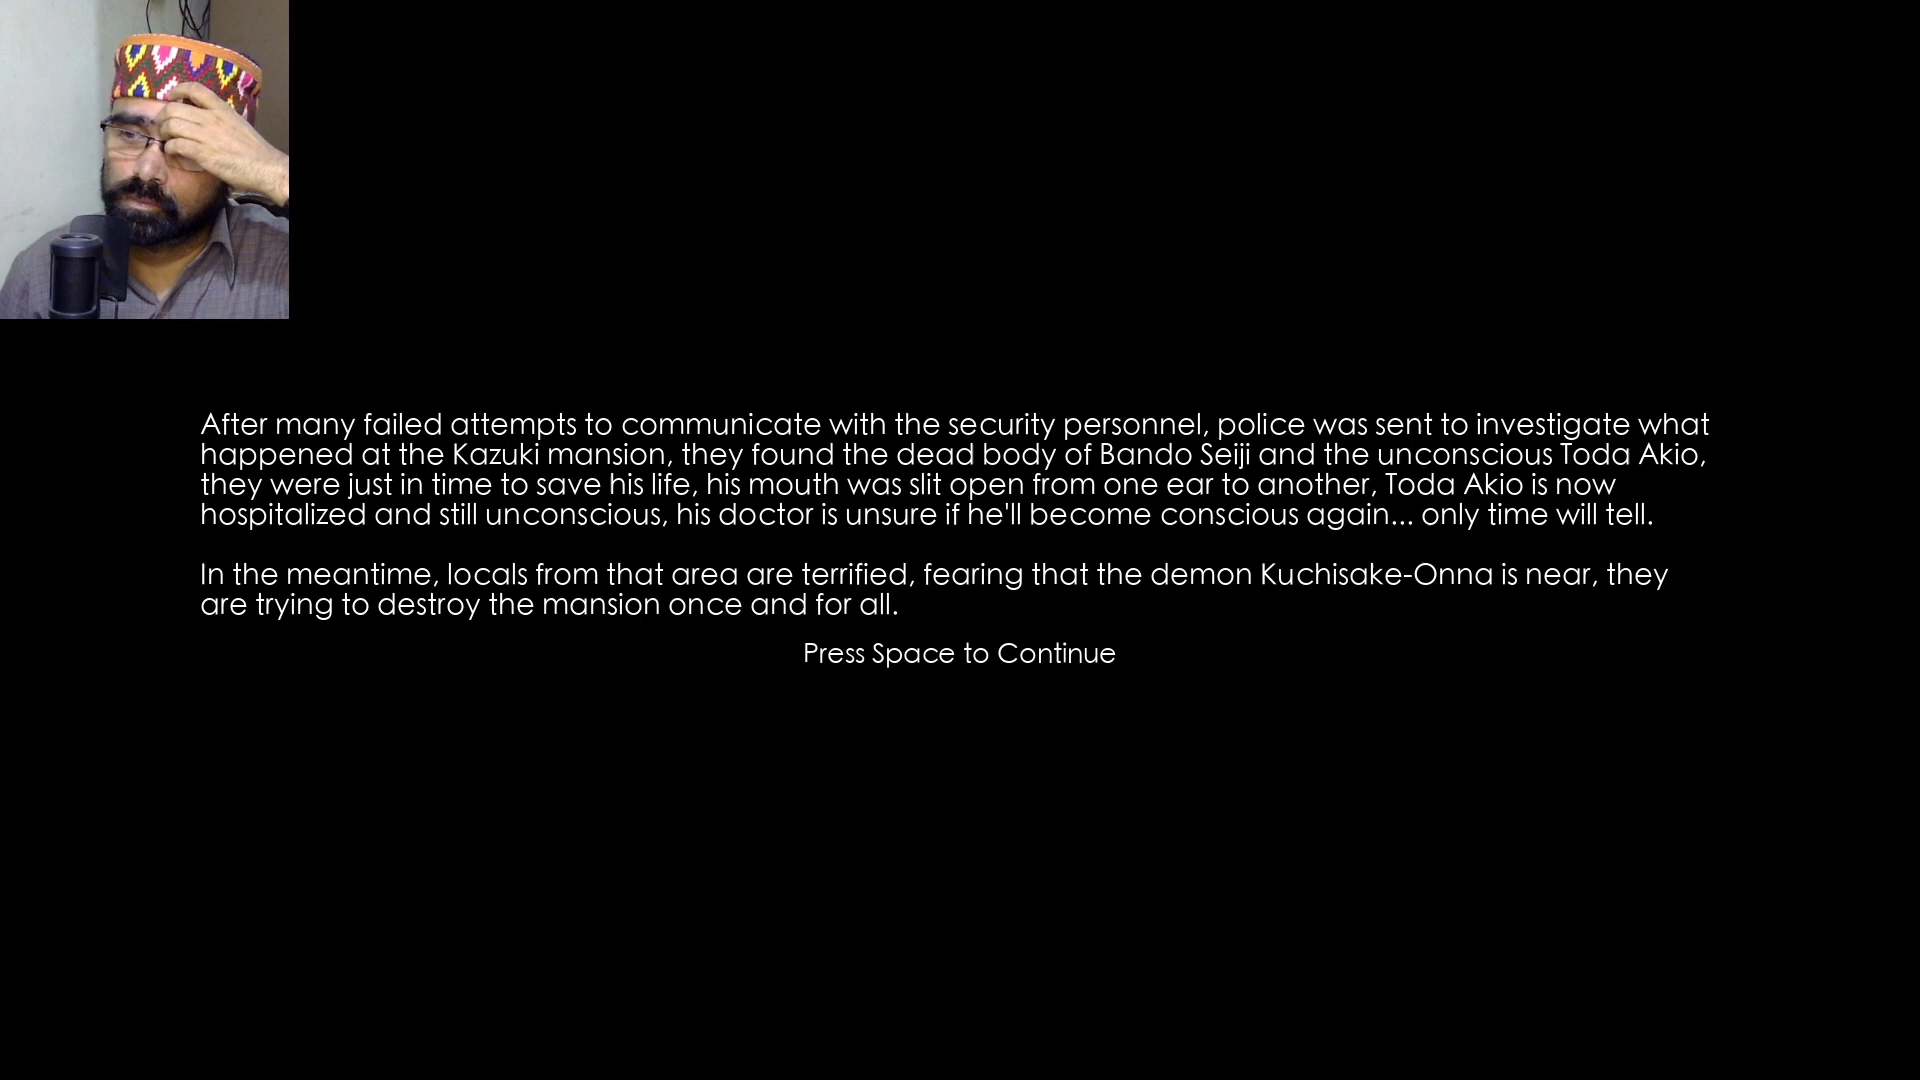 After many failed attempts to communicate with the security personnel, police was sent to investigate what
happened at the Kazuki mansion, they found the dead body of Bando Seiji and the unconscious Toda Akio,
they were just in time to save his life, his mouth was slit open from one ear to another, Toda Akio is now
hospitalized and still unconscious, his doctor is unsure if he'll become conscious again... only time will tell.
In the meantime, locals from that area are terrified, fearing that the demon Kuchisake-Onna is near, they
are trying to destroy the mansion once and for all.
Press Space to Continue